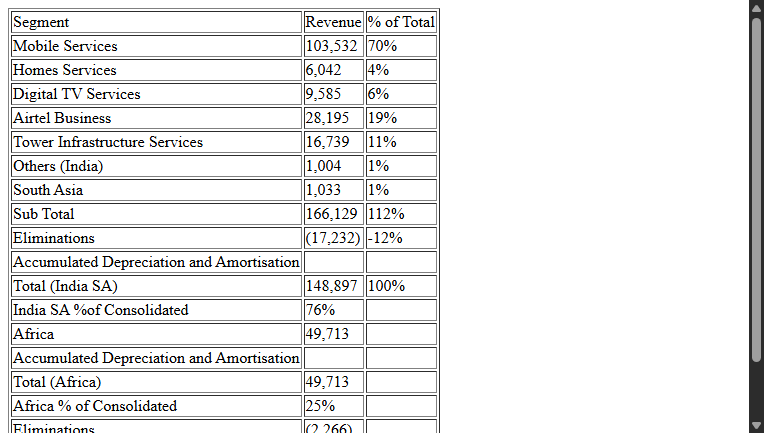 Segment Revenue % of Total
Mobile Services 103,532 70%
Homes Services 6,042 4%
Digital TV Services 9,585 6%
Airtel Business 28,195 19%
Tower Infrastructure Services 16,739 11%
Others (India) 1,004 1%
South Asia 1,033 1%
Sub Total 166,129 112%
Eliminations (17,232) -12%
Accumulated Depreciation and Amortisation
Total (India SA) 148,897 100%
India SA %of Consolidated 76%
Africa 49,713
Accumulated Depreciation and Amortisation
Total (Africa) 49,713
Africa % of Consolidated 25%
Eliminations (2,266)